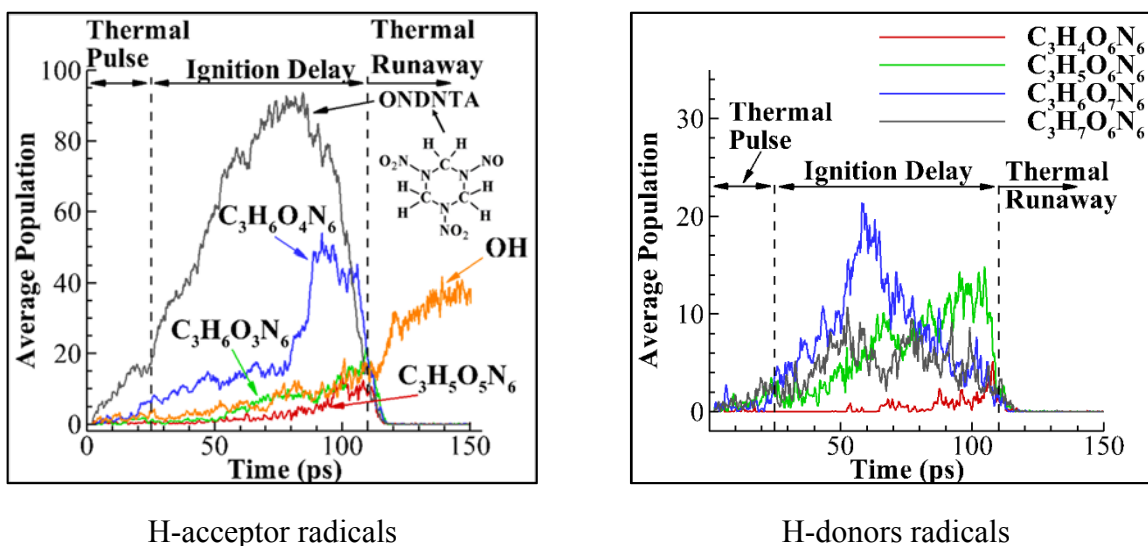 Thermal Pulse
Thermal Runaway
Ignition Delay
ONDNTA
H H
O₂N NO
C
N N
H H
C C
H H
N
NO₂
C₃H₆O₄N₆
OH
C₃H₆O₃N₆
C₃H₅O₅N₆
Average Population
100
80
60
40
20
0
0 50 100 150
Time (ps)
H-acceptor radicals
C₃H₄O₆N₆
C₃H₅O₆N₆
C₃H₆O₇N₆
C₃H₇O₆N₆
Thermal Pulse
Ignition Delay
Thermal Runaway
Average Population
30
20
10
0
50 100 150
Time (ps)
H-donors radicals